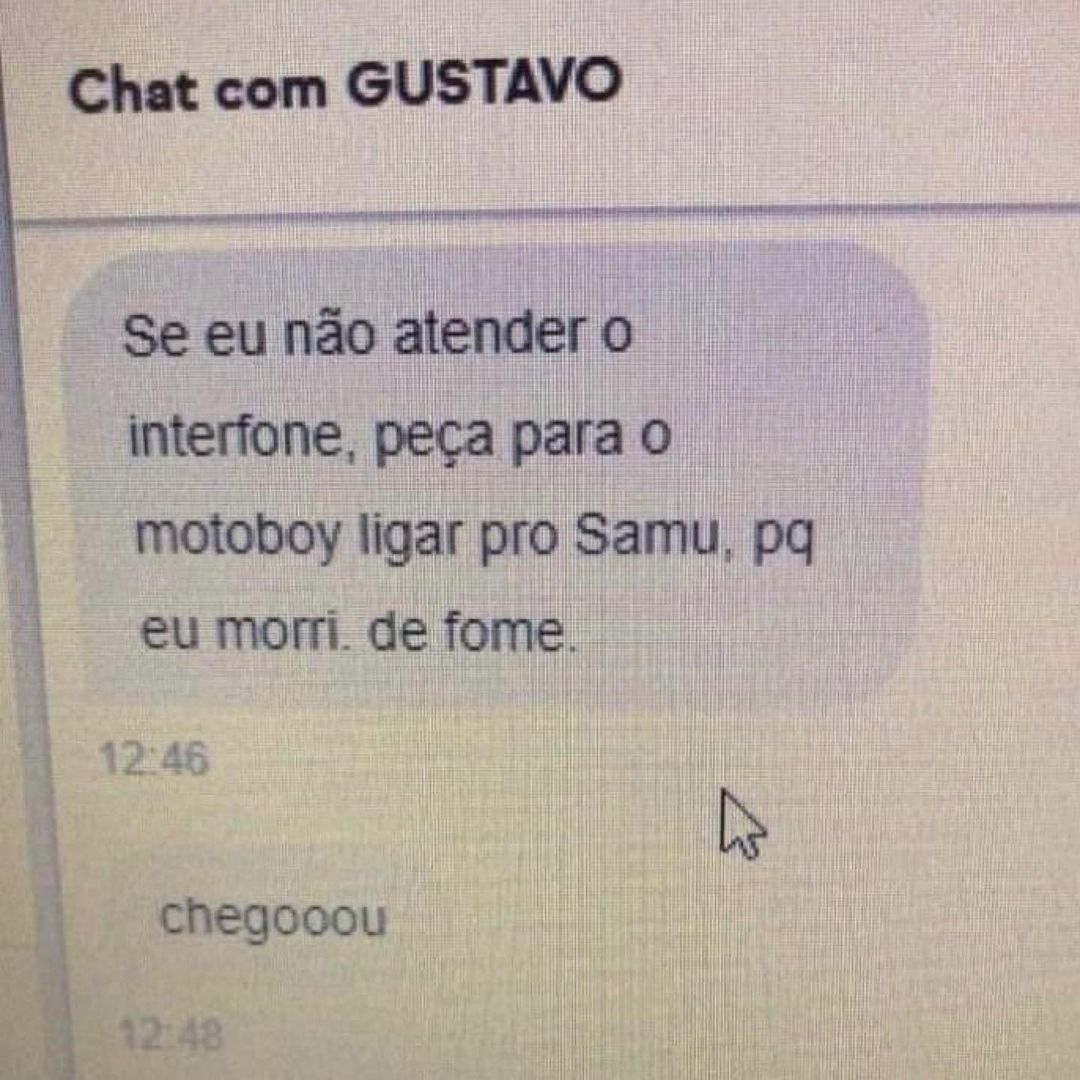 Chat com GUSTAVO
Se eu não atender o
interfone, peça para o
motoboy ligar pro Samu, pq
eu morri. de fome.
12:46
chegooou
12:48